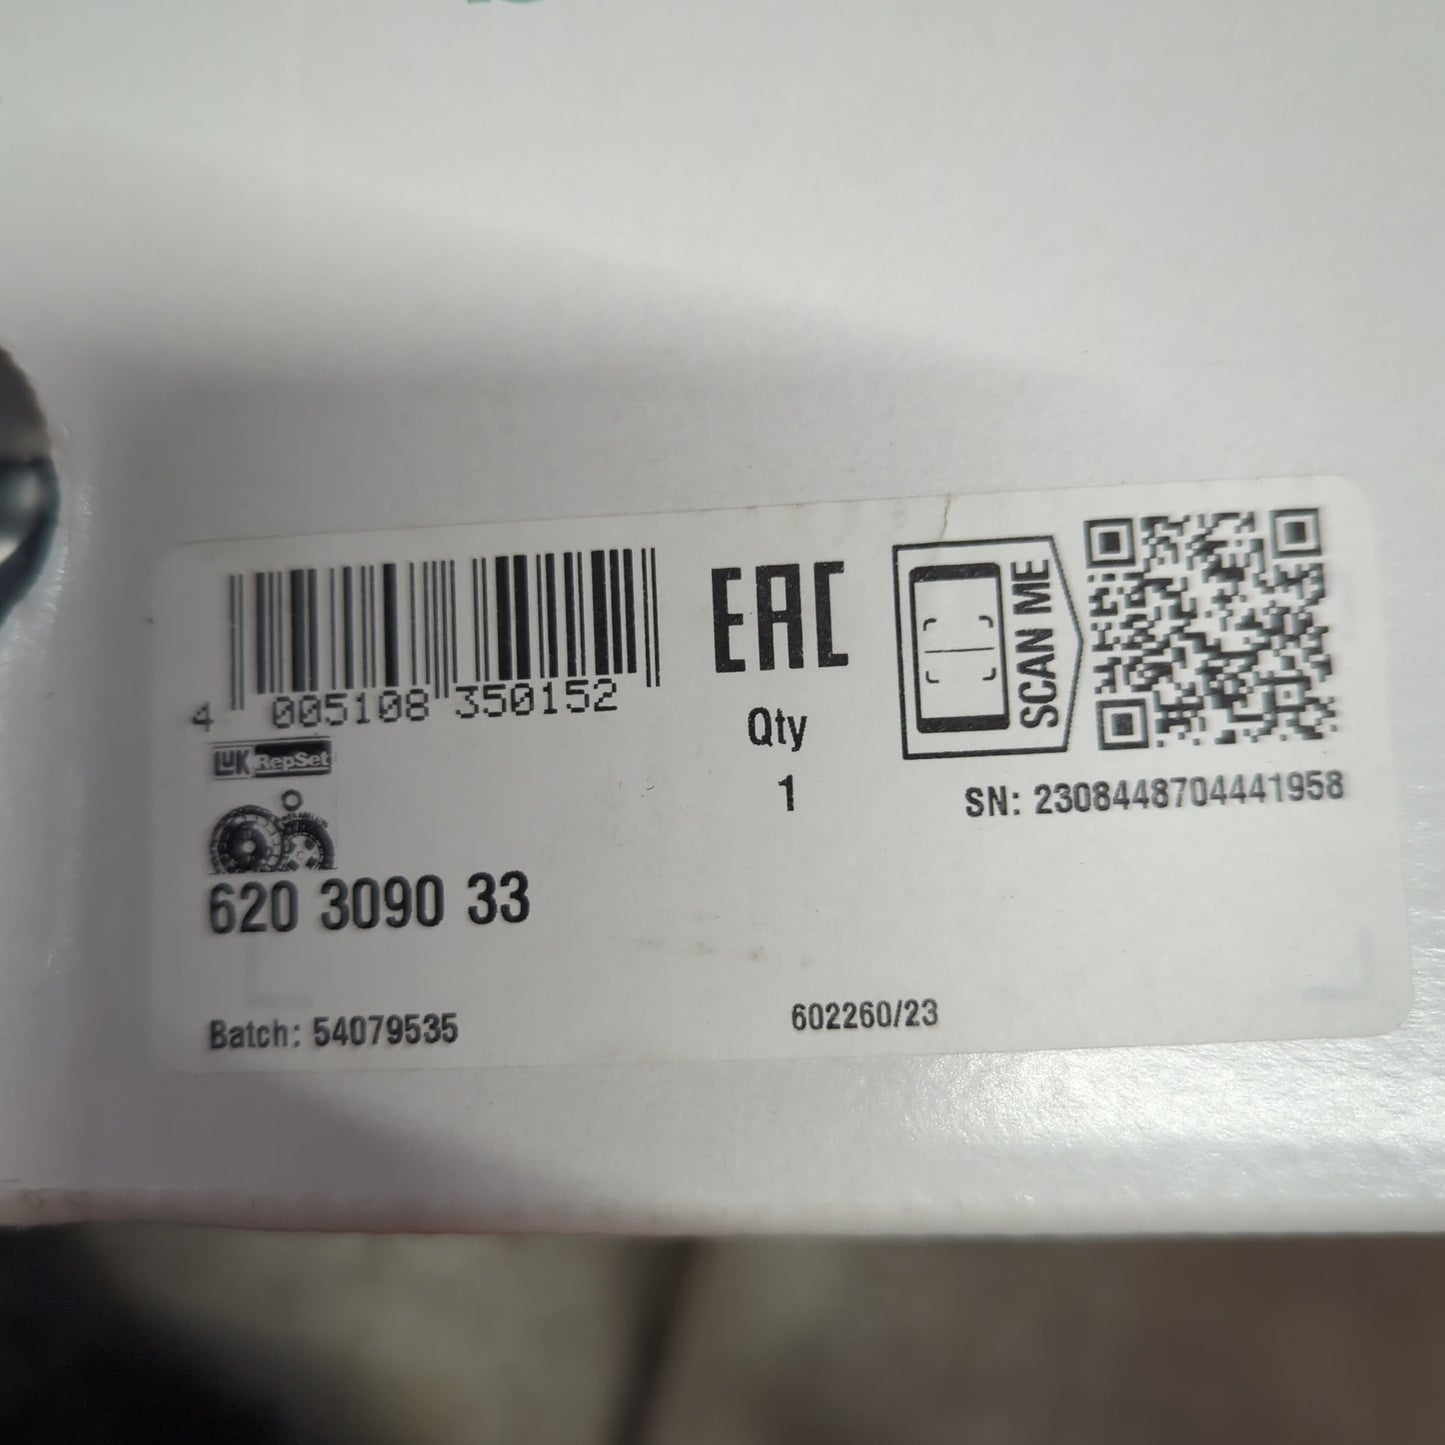 4 005108 350152
EAC
SCAN ME
LUK RepSet
Qty
1
SN: 2308448704441958
620 3090 33
Batch: 54079535
602260/23